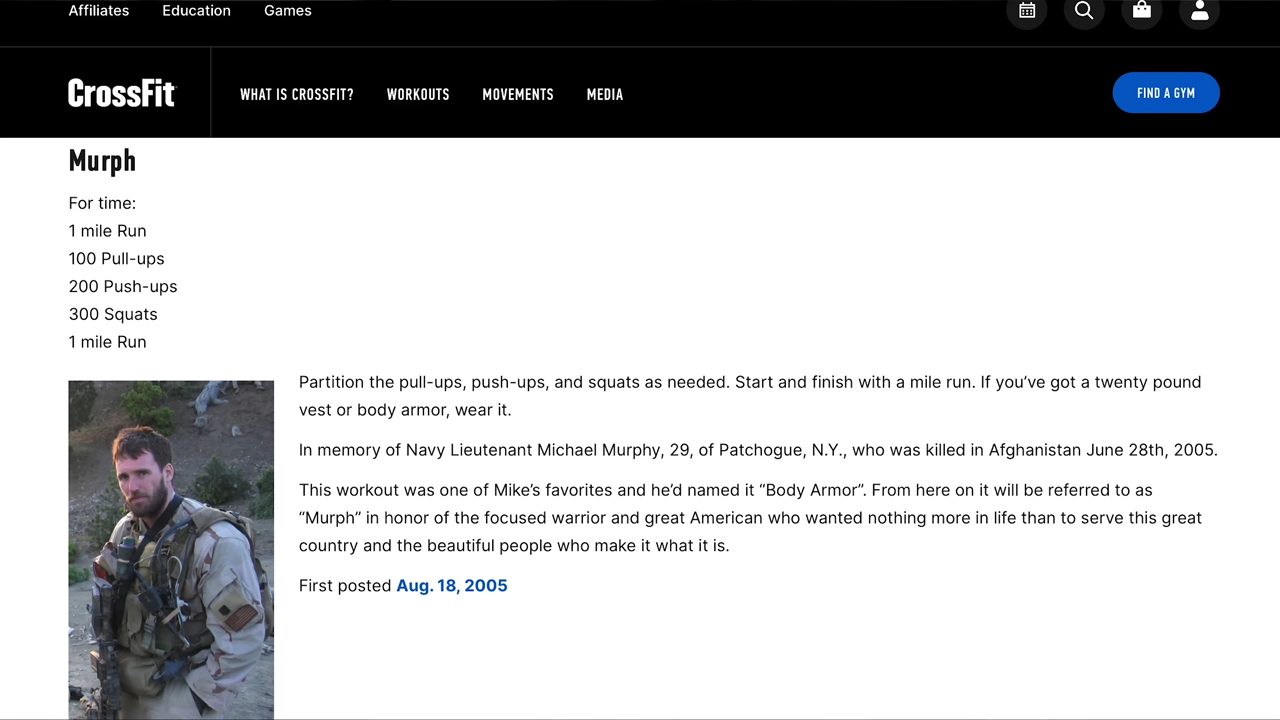 Affiliates Education Games
CrossFit
WHAT IS CROSSFIT? WORKOUTS MOVEMENTS MEDIA
FIND A GYM
Murph
For time:
1 mile Run
100 Pull-ups
200 Push-ups
300 Squats
1 mile Run
Partition the pull-ups, push-ups, and squats as needed. Start and finish with a mile run. If you’ve got a twenty pound
vest or body armor, wear it.
In memory of Navy Lieutenant Michael Murphy, 29, of Patchogue, N.Y., who was killed in Afghanistan June 28th, 2005.
This workout was one of Mike’s favorites and he’d named it “Body Armor”. From here on it will be referred to as
“Murph” in honor of the focused warrior and great American who wanted nothing more in life than to serve this great
country and the beautiful people who make it what it is.
First posted Aug. 18, 2005